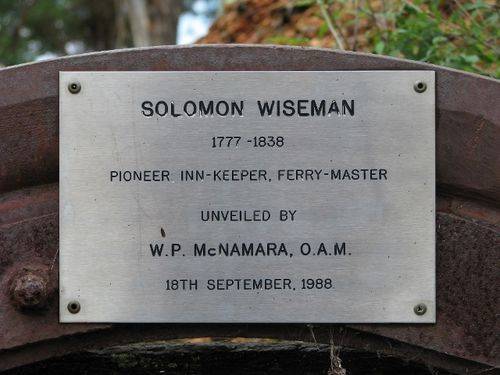 SOLOMON WISEMAN
1777-1838
PIONEER INN-KEEPER, FERRY-MASTER
UNVEILED BY
W.P. McNAMARA, O.A.M.
18TH SEPTEMBER, 1988